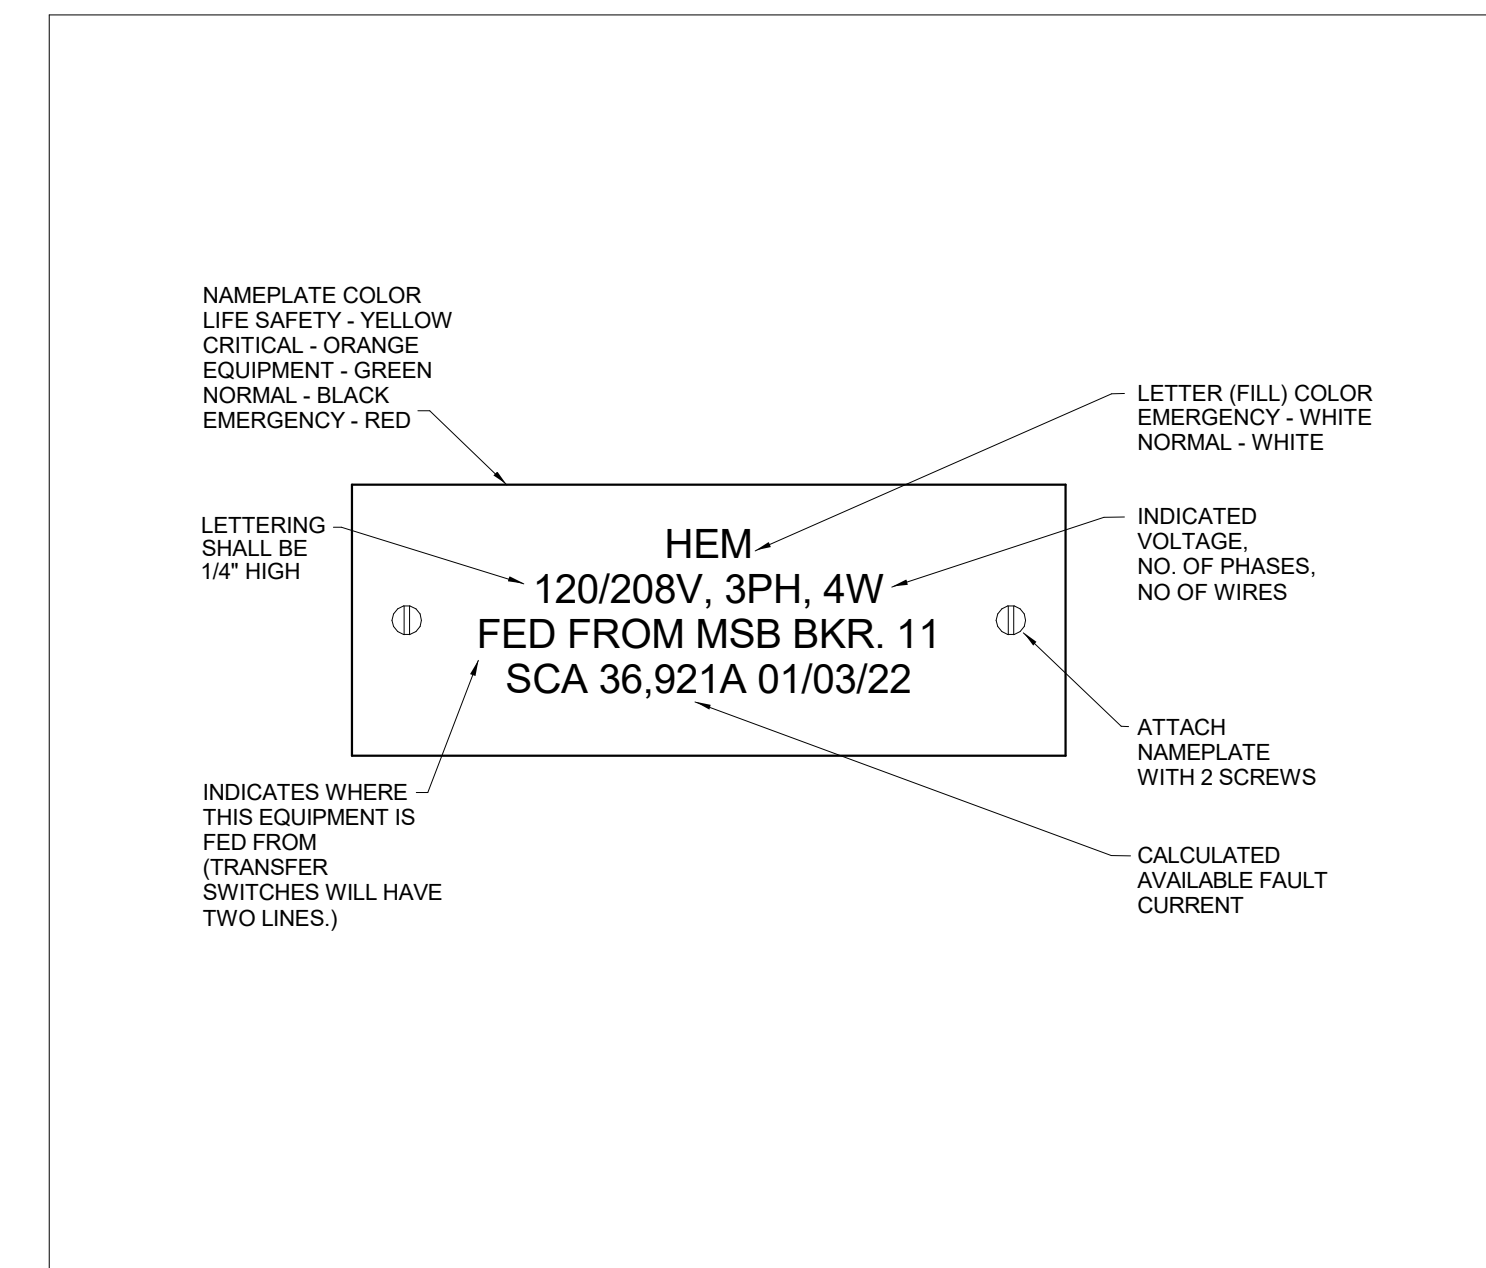 NAMEPLATE COLOR
LIFE SAFETY - YELLOW
CRITICAL - ORANGE
EQUIPMENT - GREEN
NORMAL - BLACK
EMERGENCY - RED
LETTER (FILL) COLOR
EMERGENCY - WHITE
NORMAL - WHITE
LETTERING
SHALL BE
1/4" HIGH
HEM
120/208V, 3PH, 4W
FED FROM MSB BKR. 11
SCA 36,921A 01/03/22
INDICATED
VOLTAGE,
NO. OF PHASES,
NO OF WIRES
ATTACH
NAMEPLATE
WITH 2 SCREWS
INDICATES WHERE
THIS EQUIPMENT IS
FED FROM
(TRANSFER
SWITCHES WILL HAVE
TWO LINES.)
CALCULATED
AVAILABLE FAULT
CURRENT